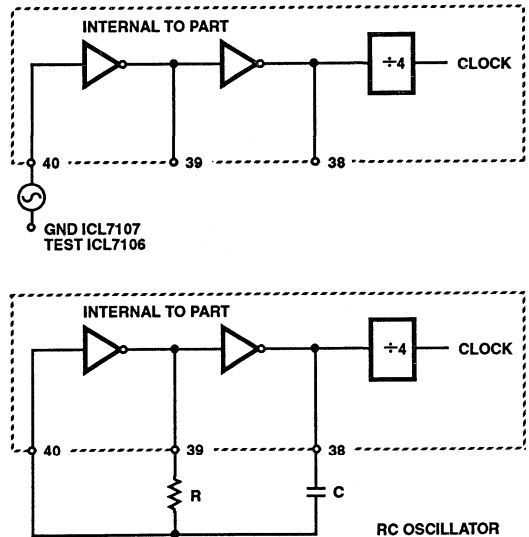 INTERNAL TO PART
÷4
CLOCK
40
39
38
GND ICL7107
TEST ICL7106
INTERNAL TO PART
÷4
CLOCK
40
39
38
R
C
RC OSCILLATOR